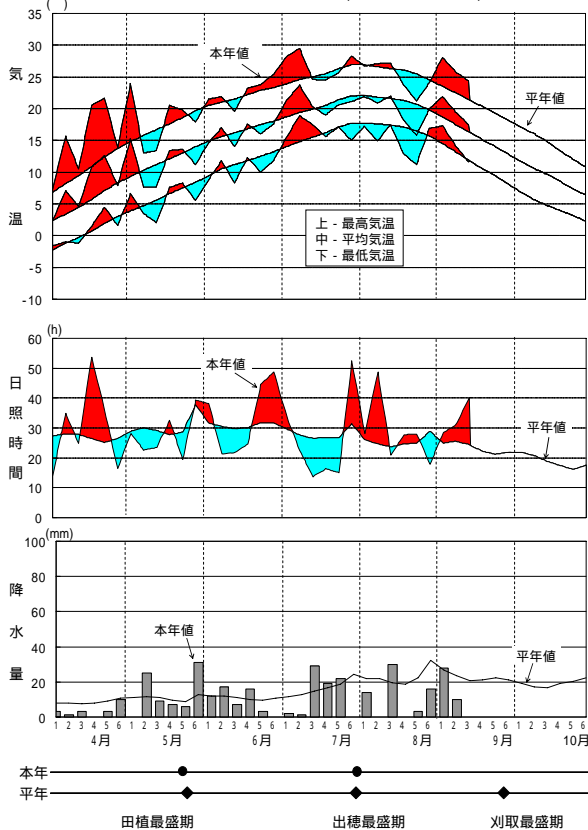 35
30
25
20
15
10
5
0
-5
-10
気
温
本年値
平年値
上 - 最高気温
中 - 平均気温
下 - 最低気温
(h)
60
50
40
30
20
10
0
日
照
時
間
本年値
平年値
(mm)
100
80
60
40
20
0
降
水
量
本年値
平年値
1 2 3 4 5 6 1 2 3 4 5 6 1 2 3 4 5 6 1 2 3 4 5 6 1 2 3 4 5 6 1 2 3 4 5 6 1 2 3 4 5 6
4月 5月 6月 7月 8月 9月 10月
本年
平年
田植最盛期 出穂最盛期 刈取最盛期